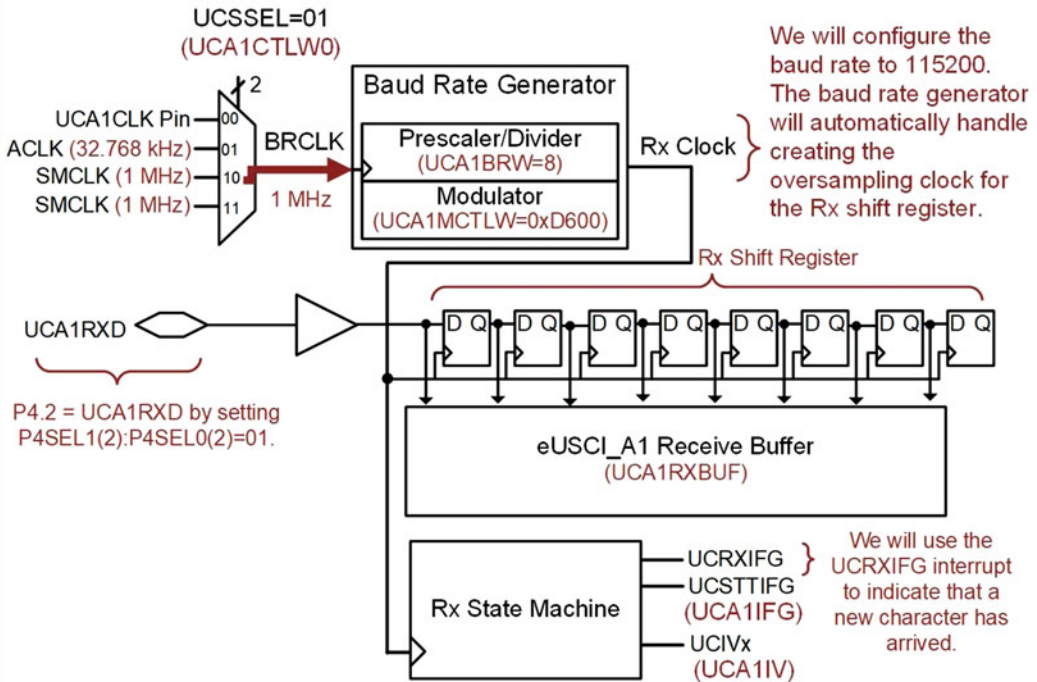 UCSSEL=01
(UCA1CTLW0)
2
UCA1CLK Pin
00
ACLK (32.768 kHz)
01
SMCLK (1 MHz)
10
SMCLK (1 MHz)
11
BRCLK
1 MHz
Baud Rate Generator
Prescaler/Divider
(UCA1BRW=8)
Modulator
(UCA1MCTLW=0xD600)
Rx Clock
We will configure the
baud rate to 115200.
The baud rate generator
will automatically handle
creating the
oversampling clock for
the Rx shift register.
Rx Shift Register
UCA1RXD
D Q
D Q
D Q
D Q
D Q
D Q
D Q
D Q
P4.2 = UCA1RXD by setting
P4SEL1(2):P4SEL0(2)=01.
eUSCI_A1 Receive Buffer
(UCA1RXBUF)
Rx State Machine
UCRXIFG
UCSTTIFG
(UCA1IFG)
UCIVx
(UCA1IV)
We will use the
UCRXIFG interrupt
to indicate that a
new character has
arrived.